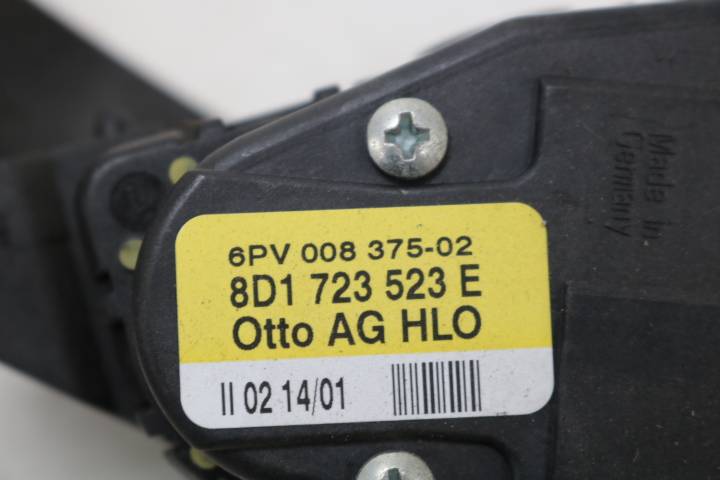 6PV 008 375-02
8D1 723 523 E
Otto AG HLO
II 02 14/01
Made in
Germany